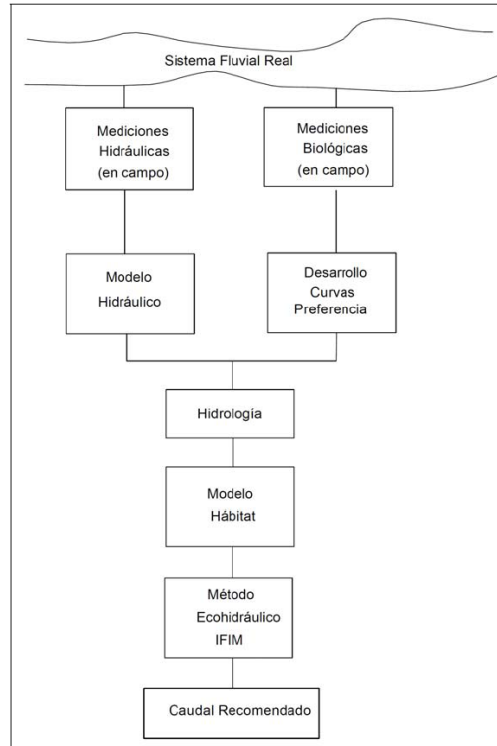 Sistema Fluvial Real
Mediciones
Hidráulicas
(en campo)
Mediciones
Biológicas
(en campo)
Modelo
Hidráulico
Desarrollo
Curvas
Preferencia
Hidrología
Modelo
Hábitat
Método
Ecohidráulico
IFIM
Caudal Recomendado